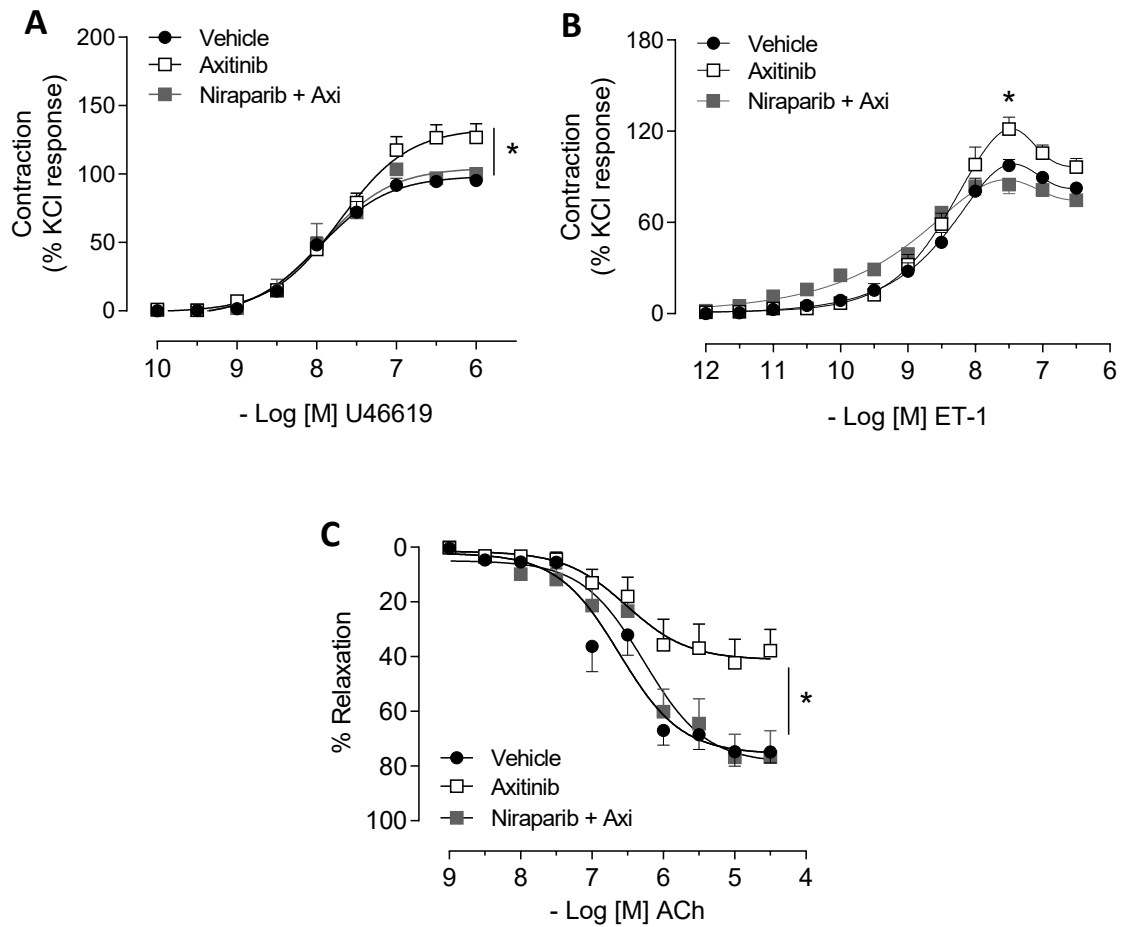 A
200
150
100
50
0
Contraction
(% KCl response)
Vehicle
Axitinib
Niraparib + Axi
*
10 9 8 7 6
- Log [M] U46619
B
180
120
60
0
Contraction
(% KCl response)
Vehicle
Axitinib
Niraparib + Axi
*
12 11 10 9 8 7 6
- Log [M] ET-1
C
0
20
40
60
80
100
% Relaxation
*
Vehicle
Axitinib
Niraparib + Axi
9 8 7 6 5 4
- Log [M] ACh